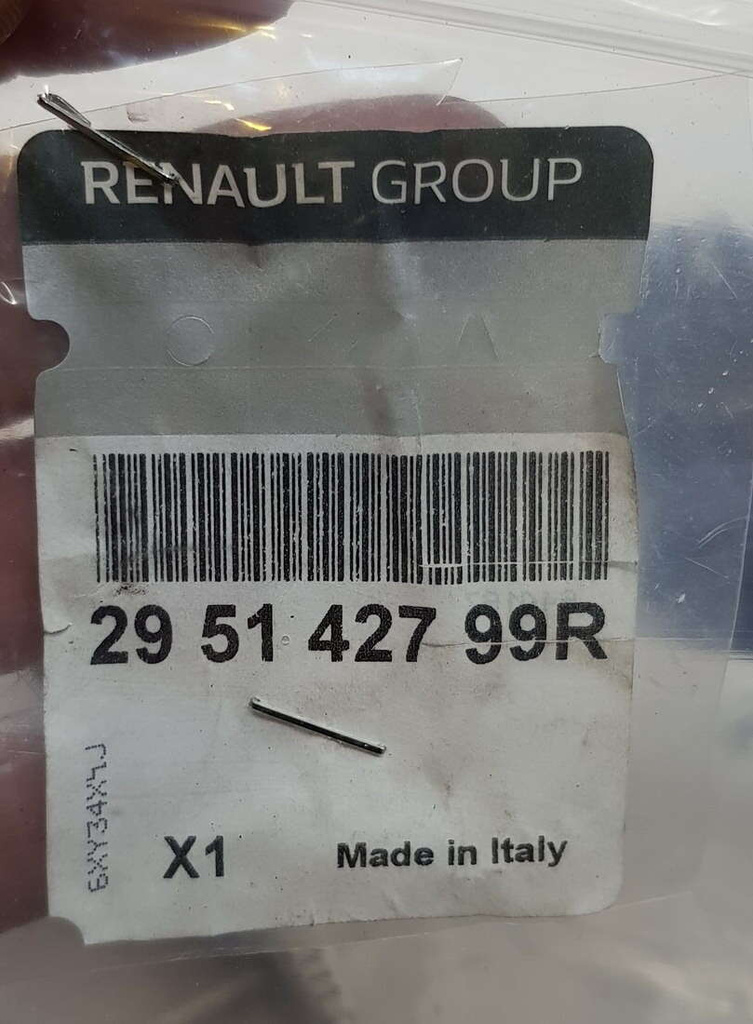 RENAULT GROUP
29 51 427 99R
6XY34X4J
X1
Made in Italy